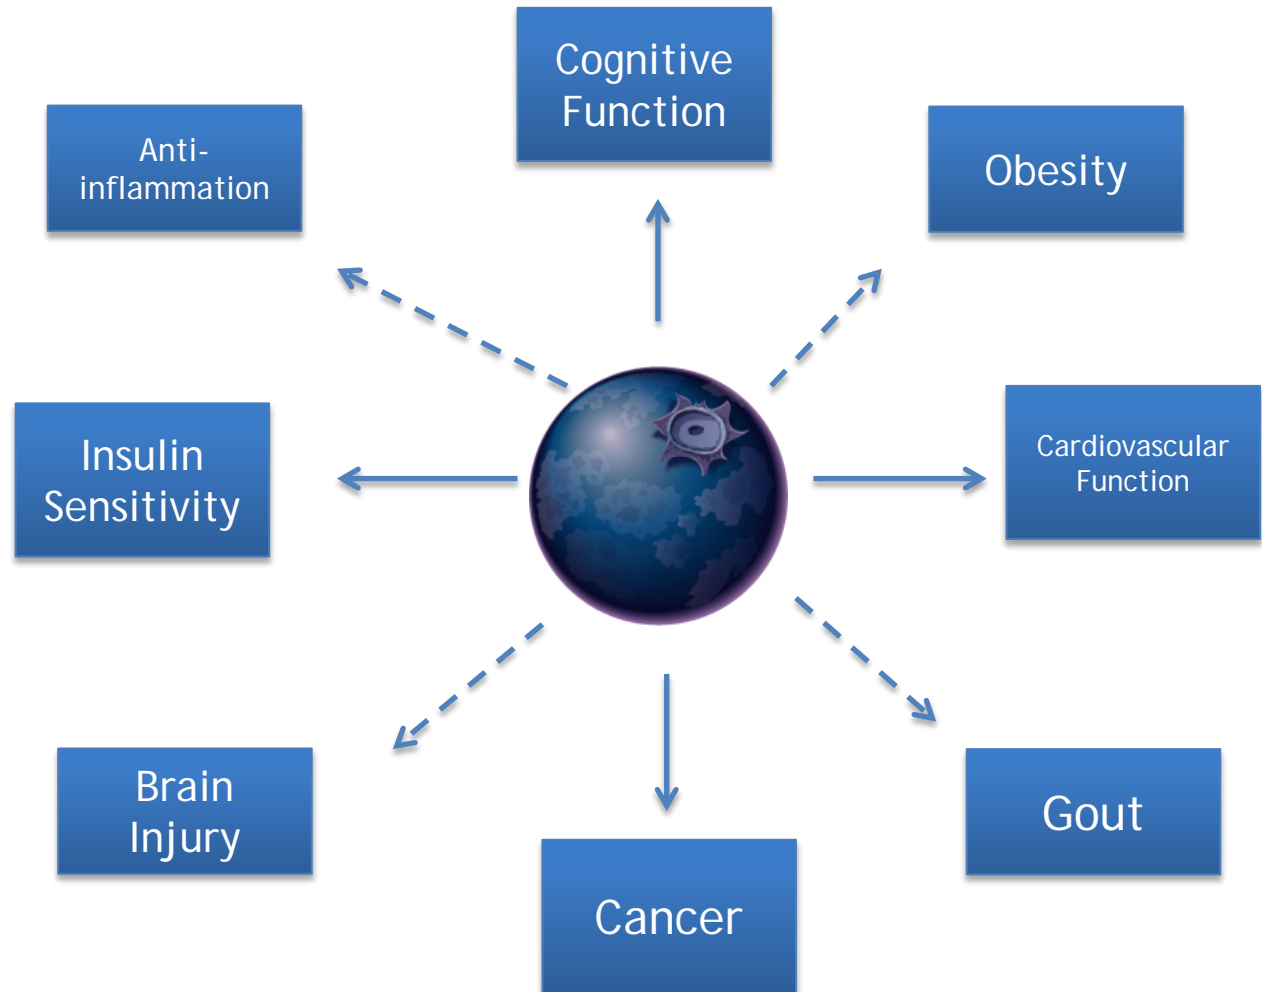 Cognitive
Function
Anti-
inflammation
Obesity
Insulin
Sensitivity
Cardiovascular
Function
Brain
Injury
Gout
Cancer